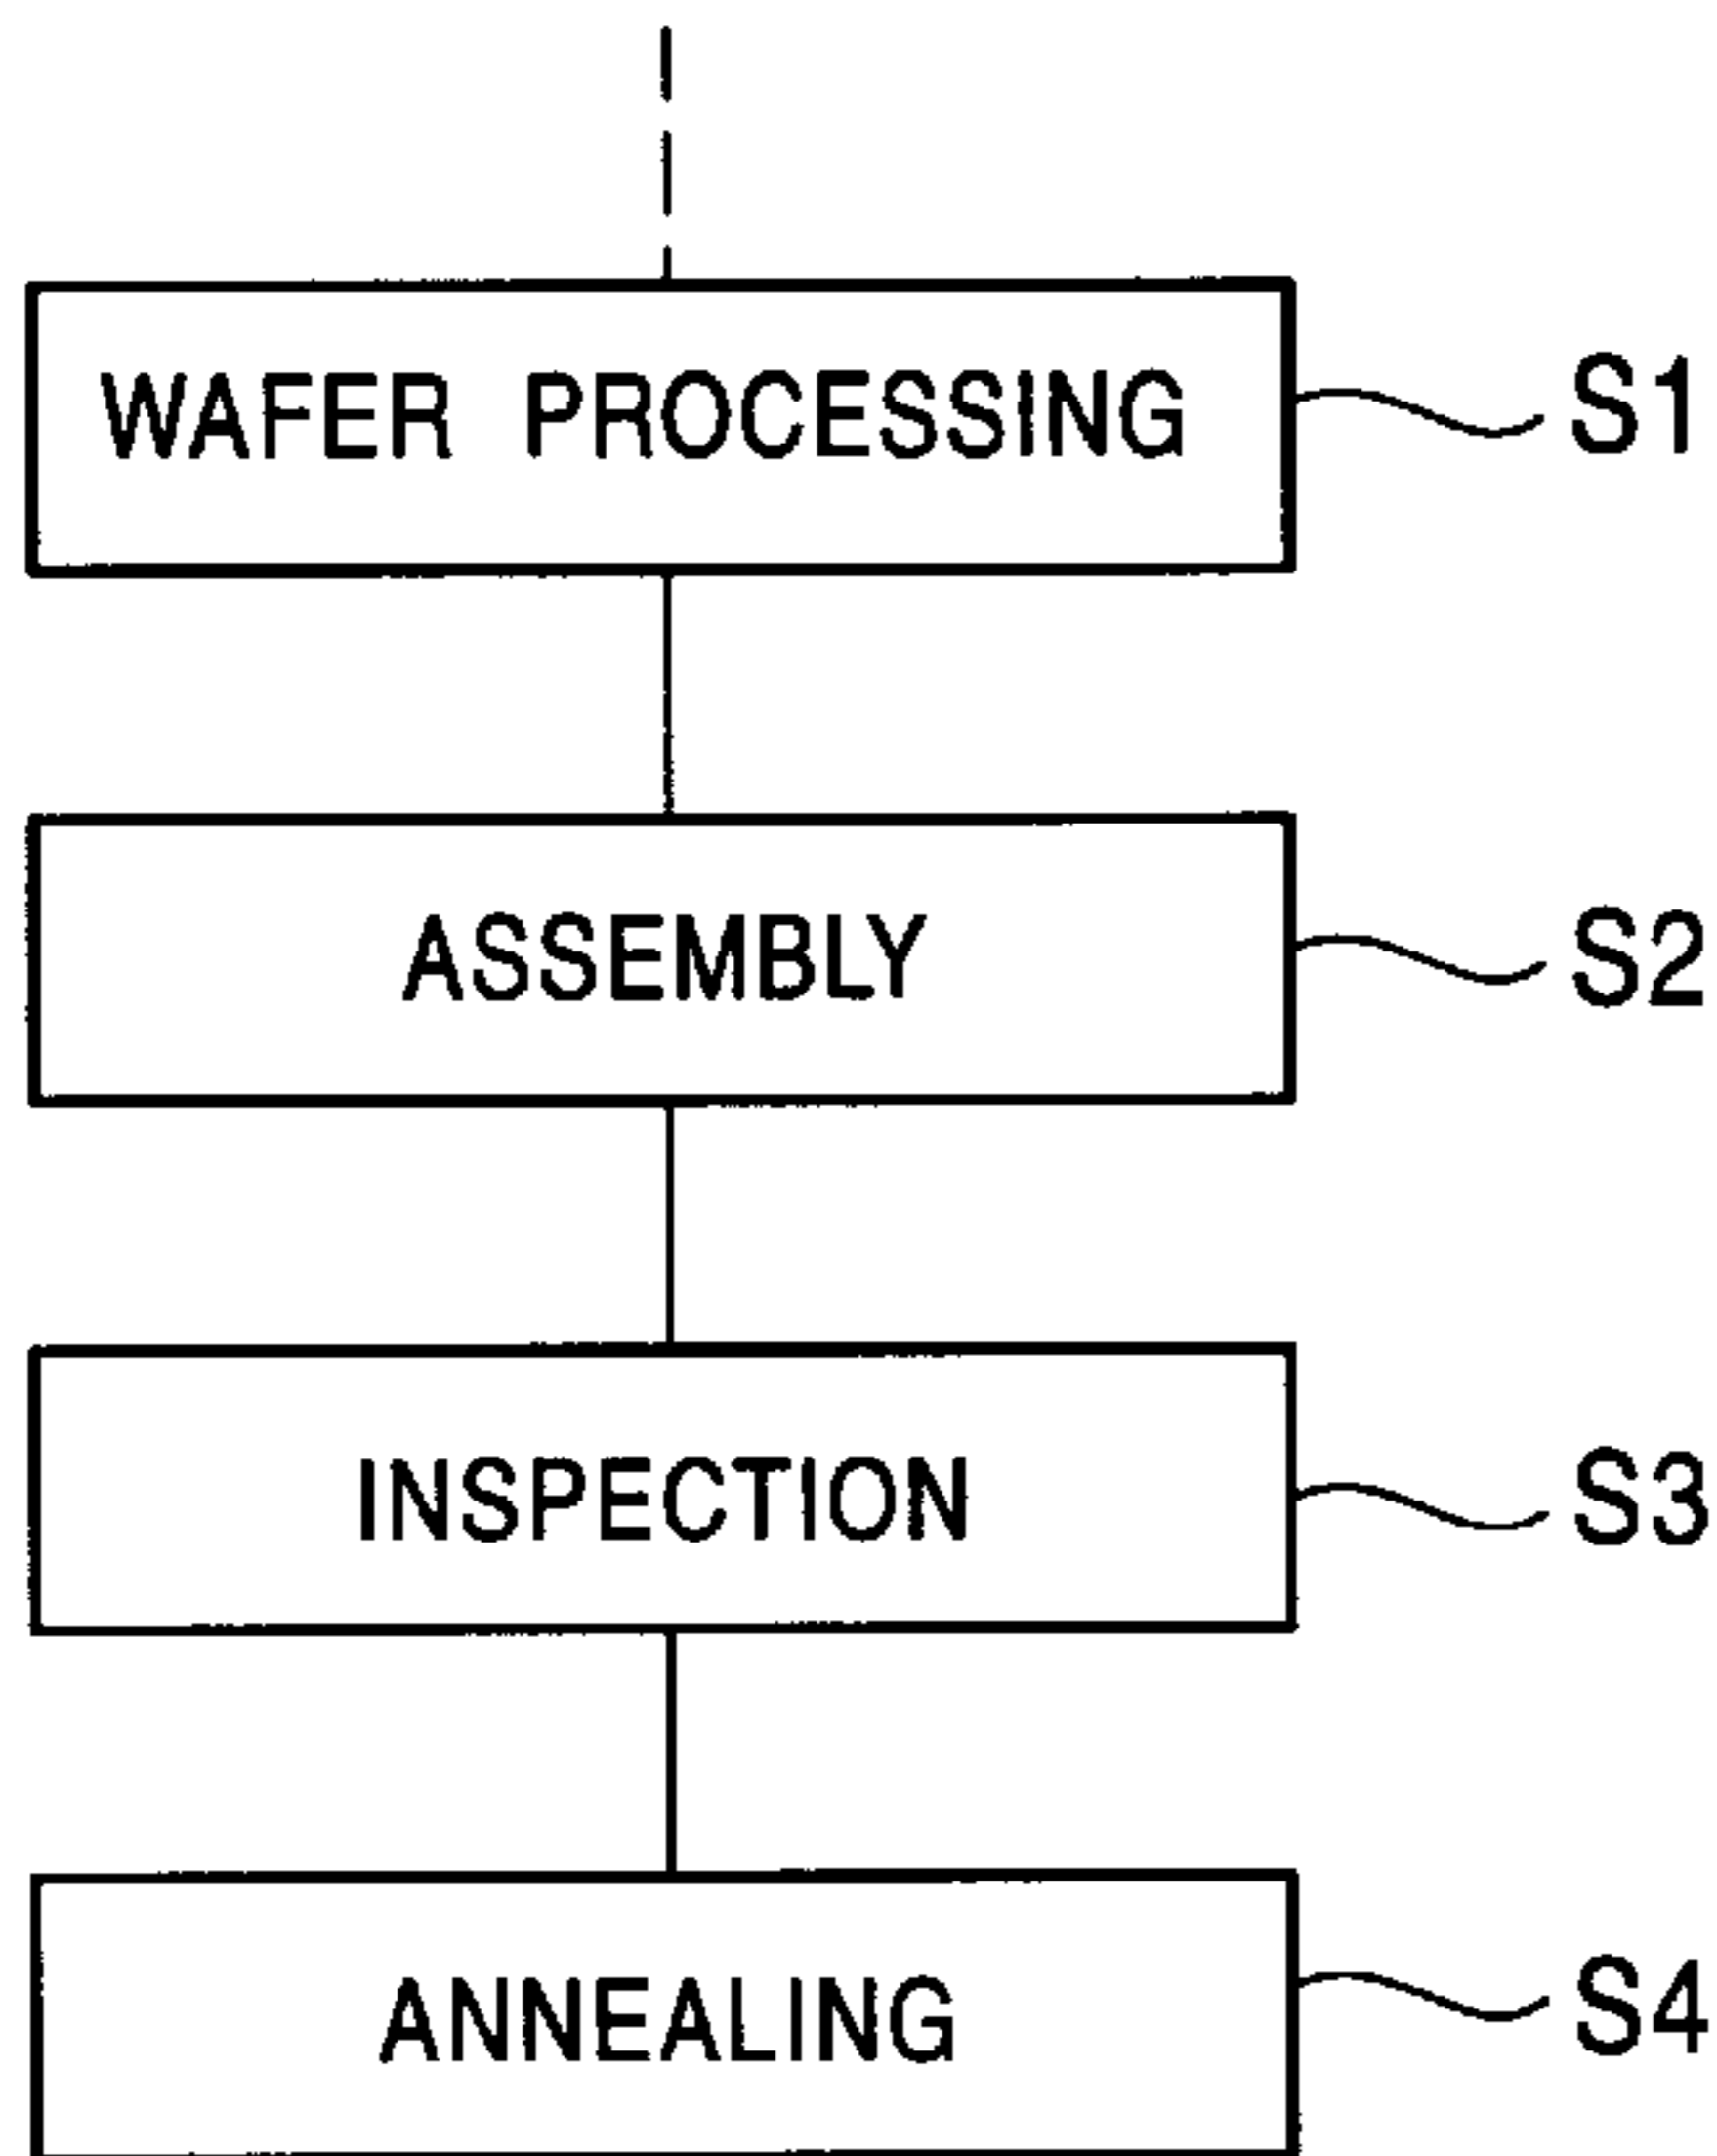 WAFER PROCESSING S1
ASSEMBLY S2
INSPECTION S3
ANNEALING S4